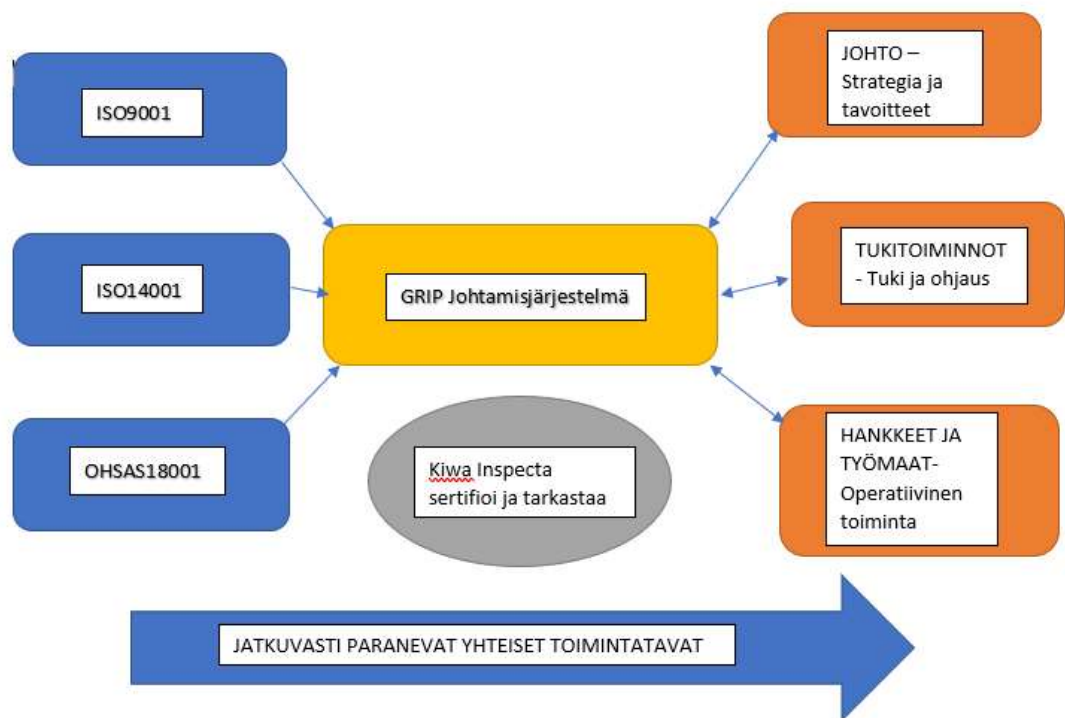 ISO9001
ISO14001
OHSAS18001
GRIP Johtamisjärjestelmä
Kiwa Inspecta
sertifioi ja tarkastaa
JOHTO –
Strategia ja
tavoitteet
TUKITOIMINNOT
- Tuki ja ohjaus
HANKKEET JA
TYÖMAAT-
Operatiivinen
toiminta
JATKUVASTI PARANEVAT YHTEISET TOIMINTATAVAT